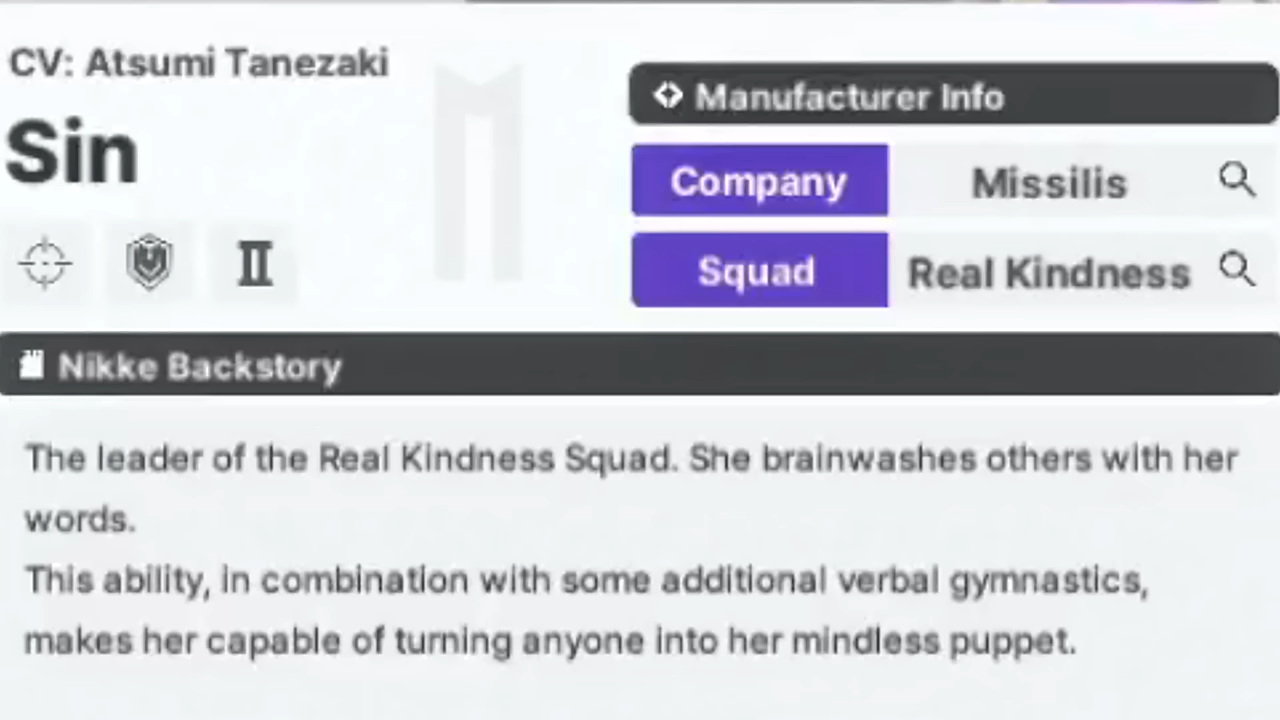 CV: Atsumi Tanezaki
Sin
II
Manufacturer Info
Company Missilis
Squad Real Kindness
Nikke Backstory
The leader of the Real Kindness Squad. She brainwashes others with her
words.
This ability, in combination with some additional verbal gymnastics,
makes her capable of turning anyone into her mindless puppet.